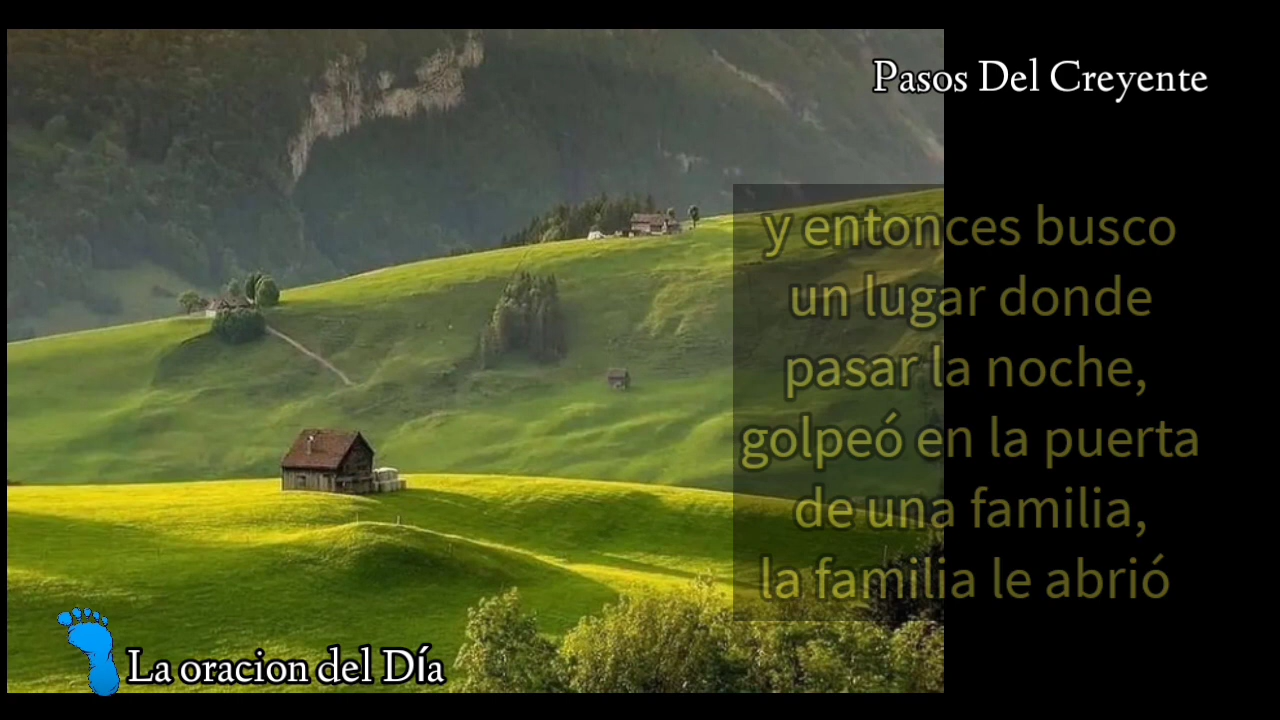 Pasos Del Creyente
y entonces busco
un lugar donde
pasar la noche,
golpeó en la puerta
de una familia,
la familia le abrió
La oracion del Día